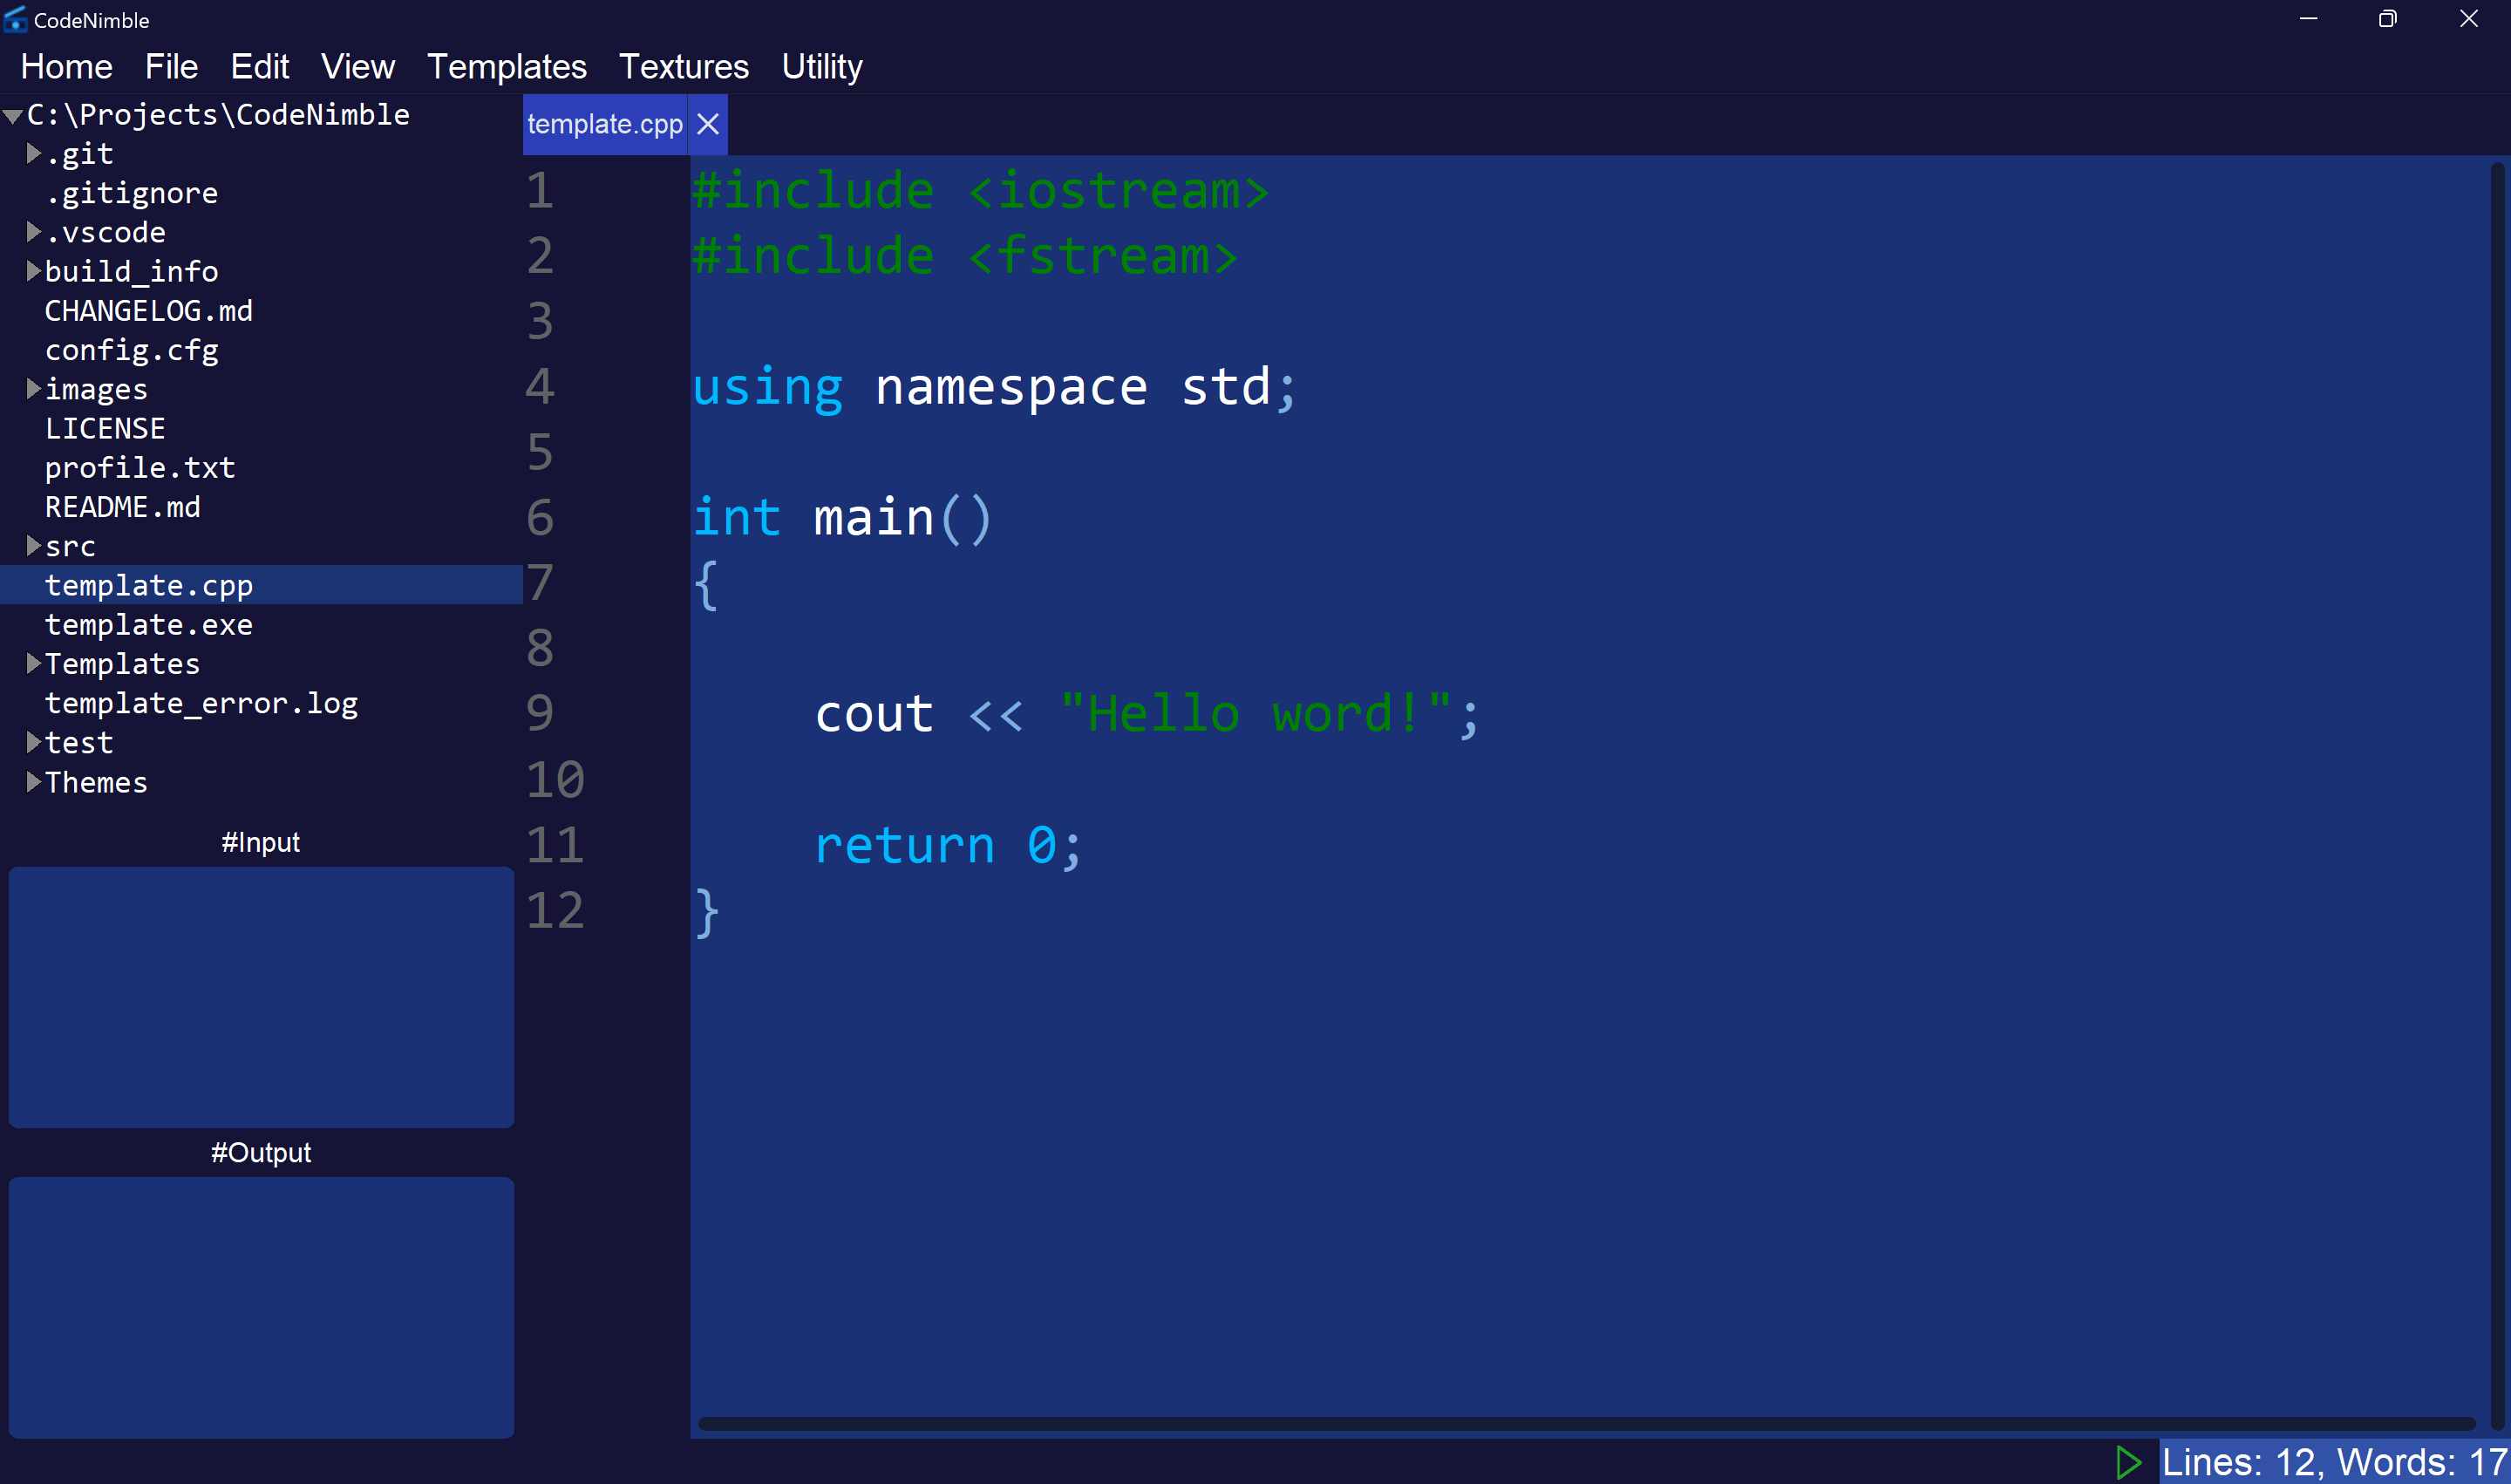 CodeNimble
Home File Edit View Templates Textures Utility
C:\Projects\CodeNimble
.git
.gitignore
.vscode
build_info
CHANGELOG.md
config.cfg
images
LICENSE
profile.txt
README.md
src
template.cpp
template.exe
Templates
template_error.log
test
Themes
#Input
#Output
template.cpp
1 #include <iostream>
2 #include <fstream>
3
4 using namespace std;
5
6 int main()
7 {
8
9     cout << "Hello word!";
10
11     return 0;
12 }
Lines: 12, Words: 17